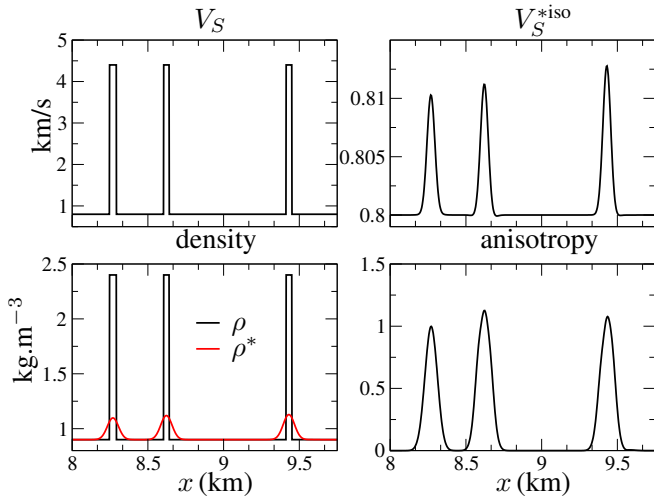 V_S
V_S^{*iso}
km/s
5
4
3
2
1
0.81
0.805
0.8
density
anisotropy
kg.m^{-3}
2.5
2
1.5
1
ρ
ρ*
1.5
1
0.5
0
8 8.5 9 9.5
8 8.5 9 9.5
x (km)
x (km)